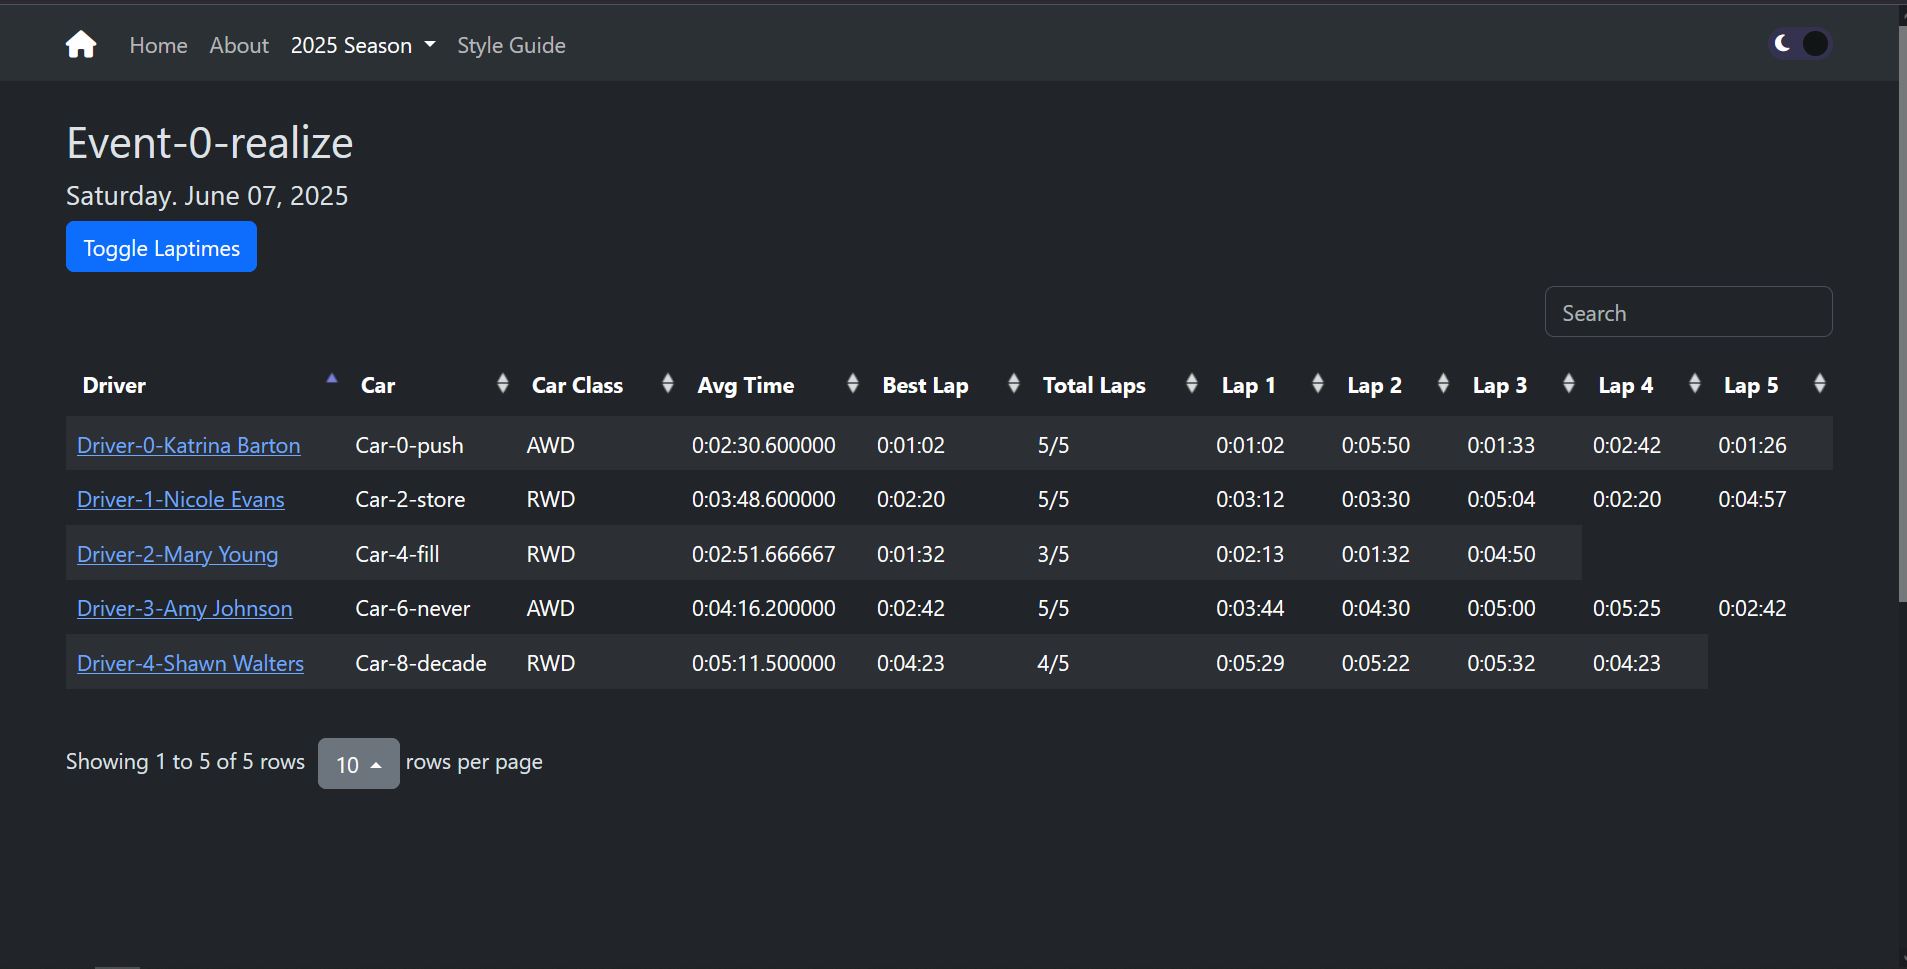 Home About 2025 Season Style Guide
Event-0-realize
Saturday. June 07, 2025
Toggle Laptimes
Search
Driver Car Car Class Avg Time Best Lap Total Laps Lap 1 Lap 2 Lap 3 Lap 4 Lap 5
Driver-0-Katrina Barton Car-0-push AWD 0:02:30.600000 0:01:02 5/5 0:01:02 0:05:50 0:01:33 0:02:42 0:01:26
Driver-1-Nicole Evans Car-2-store RWD 0:03:48.600000 0:02:20 5/5 0:03:12 0:03:30 0:05:04 0:02:20 0:04:57
Driver-2-Mary Young Car-4-fill RWD 0:02:51.666667 0:01:32 3/5 0:02:13 0:01:32 0:04:50
Driver-3-Amy Johnson Car-6-never AWD 0:04:16.200000 0:02:42 5/5 0:03:44 0:04:30 0:05:00 0:05:25 0:02:42
Driver-4-Shawn Walters Car-8-decade RWD 0:05:11.500000 0:04:23 4/5 0:05:29 0:05:22 0:05:32 0:04:23
Showing 1 to 5 of 5 rows 10 rows per page